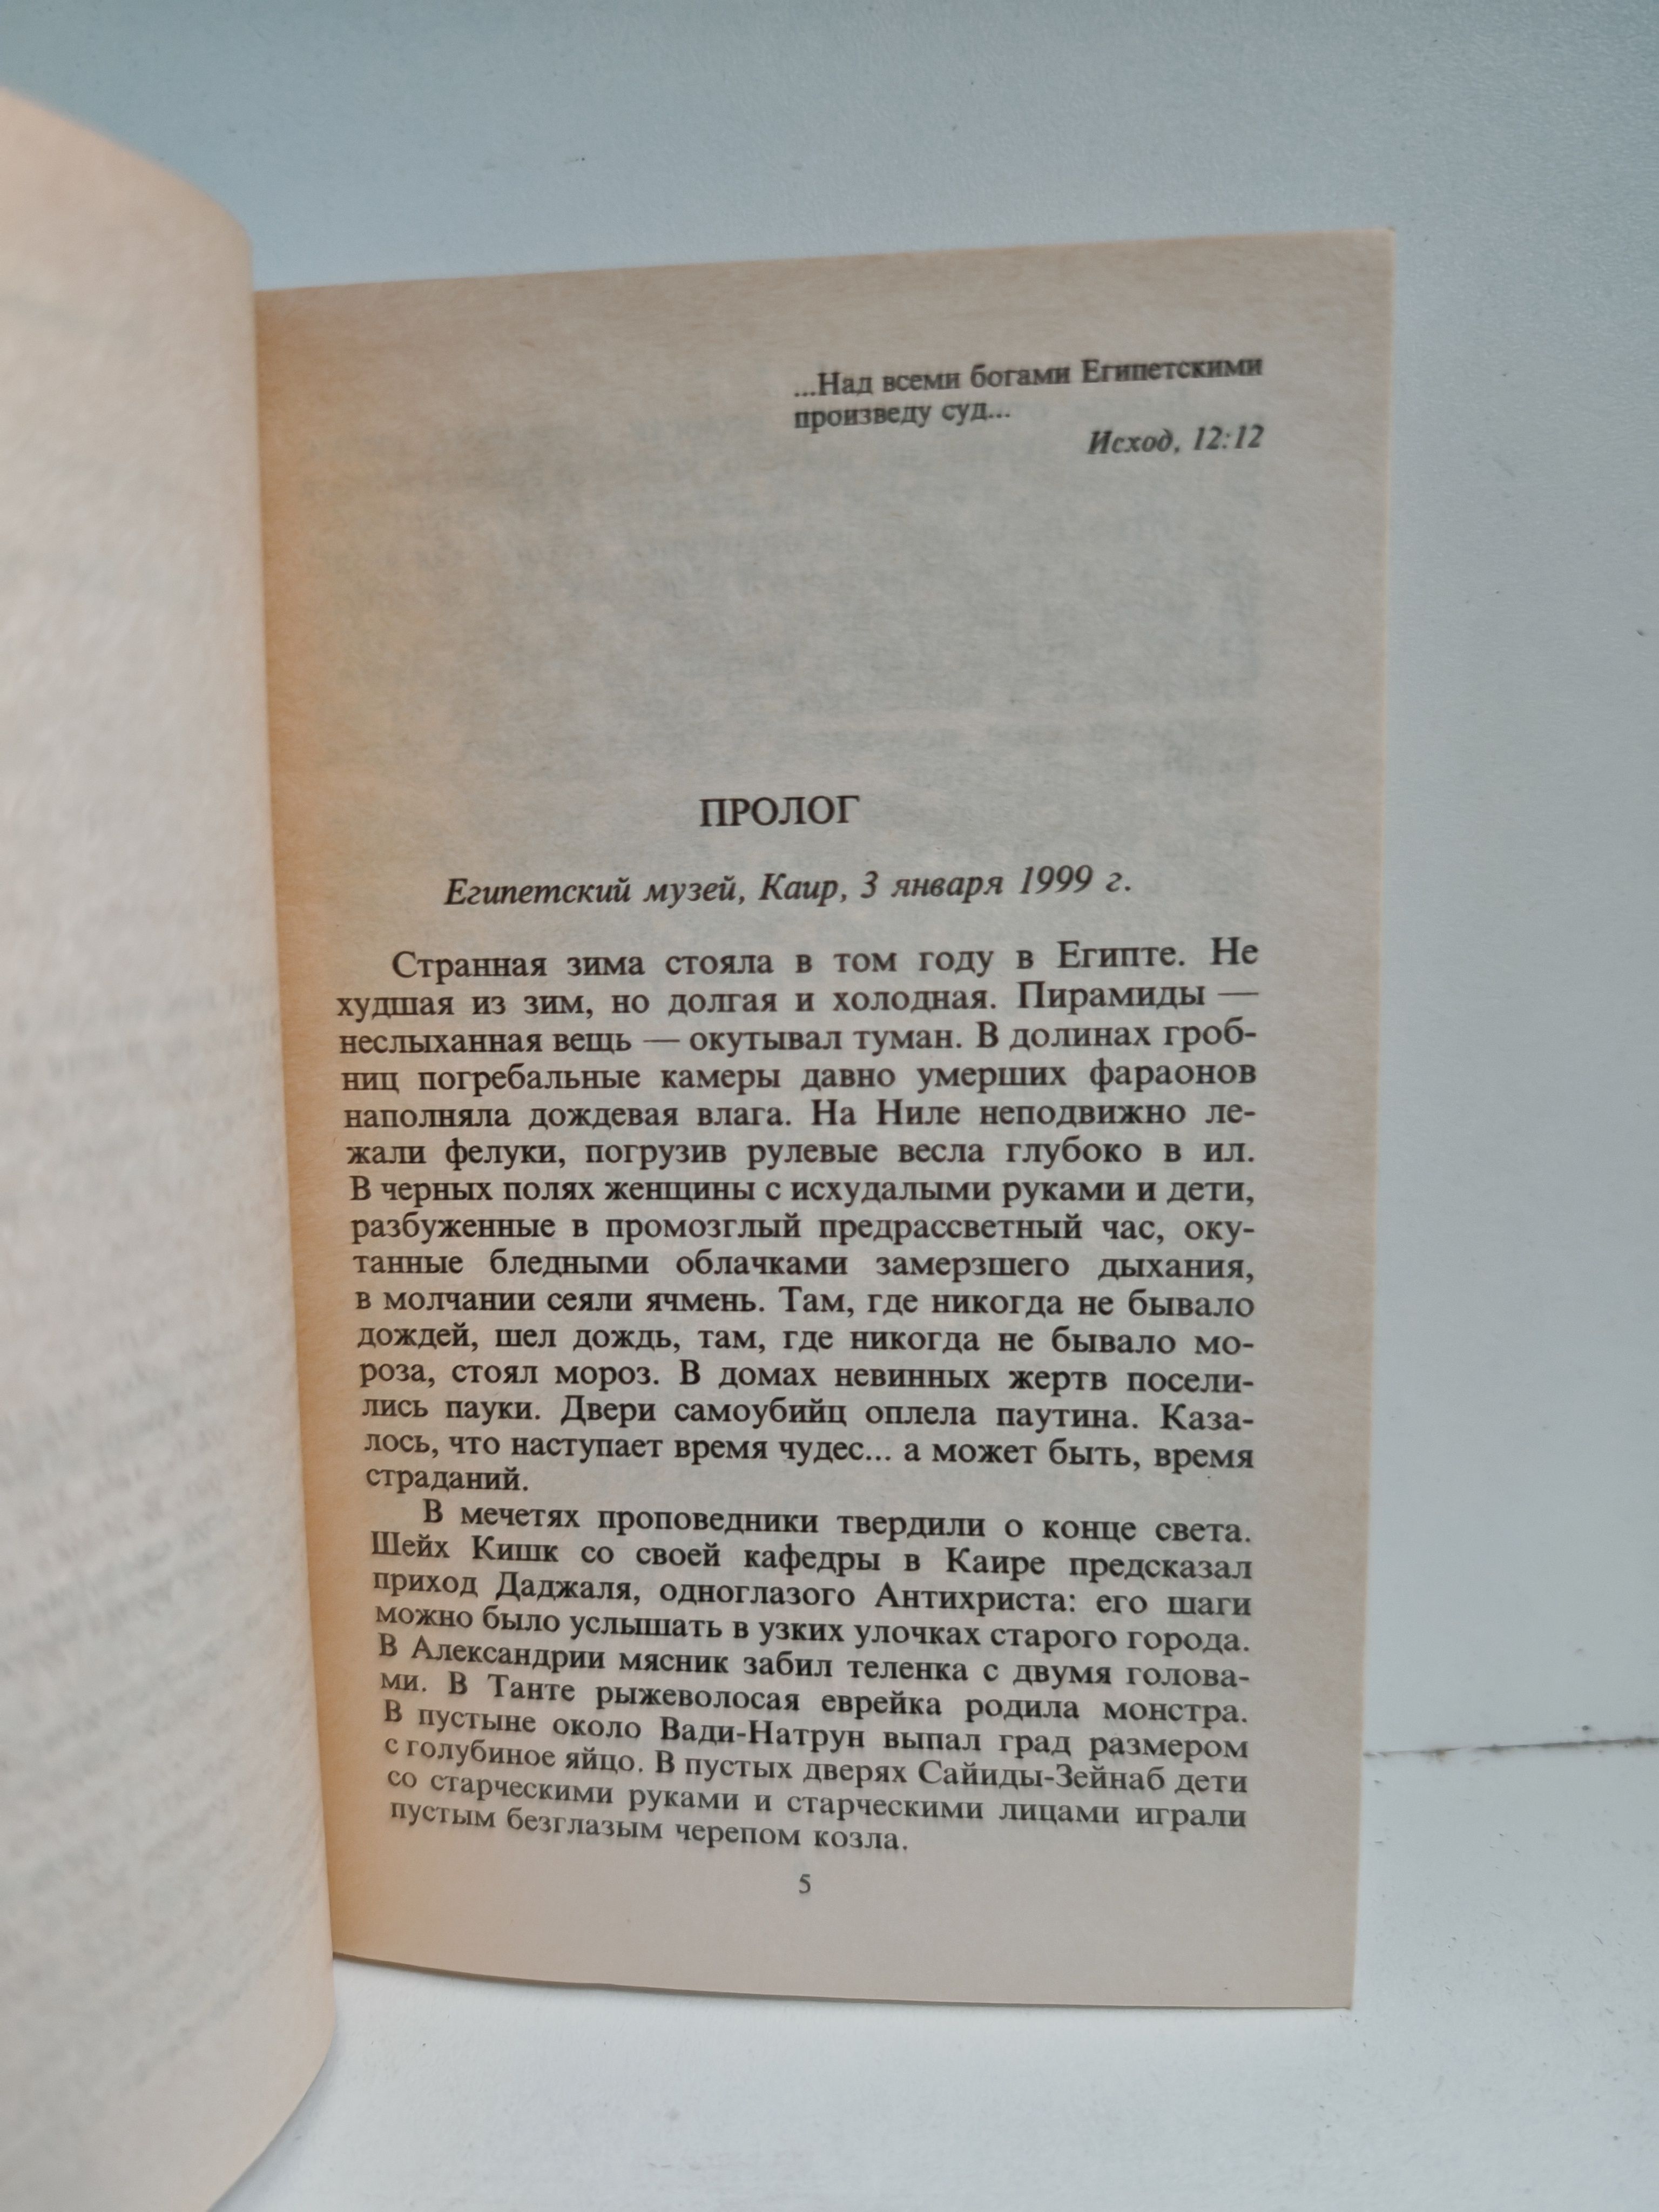 ...Над всеми богами Египетскими
произведу суд...
Исход, 12:12
ПРОЛОГ
Египетский музей, Каир, 3 января 1999 г.
Странная зима стояла в том году в Египте. Не
худшая из зим, но долгая и холодная. Пирамиды —
неслыханная вещь — окутывал туман. В долинах гроб-
ниц погребальные камеры давно умерших фараонов
наполняла дождевая влага. На Ниле неподвижно ле-
жали фелуки, погрузив рулевые весла глубоко в ил.
В черных полях женщины с исхудалыми руками и дети,
разбуженные в промозглый предрассветный час, оку-
танные бледными облачками замерзшего дыхания,
в молчании сеяли ячмень. Там, где никогда не бывало
дождей, шел дождь, там, где никогда не бывало мо-
роза, стоял мороз. В домах невинных жертв посели-
лись пауки. Двери самоубийц оплела паутина. Каза-
лось, что наступает время чудес... а может быть, время
страданий.
В мечетях проповедники твердили о конце света.
Шейх Кишк со своей кафедры в Каире предсказал
приход Даджаля, одноглазого Антихриста: его шаги
можно было услышать в узких улочках старого города.
В Александрии мясник забил теленка с двумя голова-
ми. В Танте рыжеволосая еврейка родила монстра.
В пустыне около Вади-Натрун выпал град размером
с голубиное яйцо. В пустых дверях Сайиды-Зейнаб дети
со старческими руками и старческими лицами играли
пустым безглазым черепом козла.
5